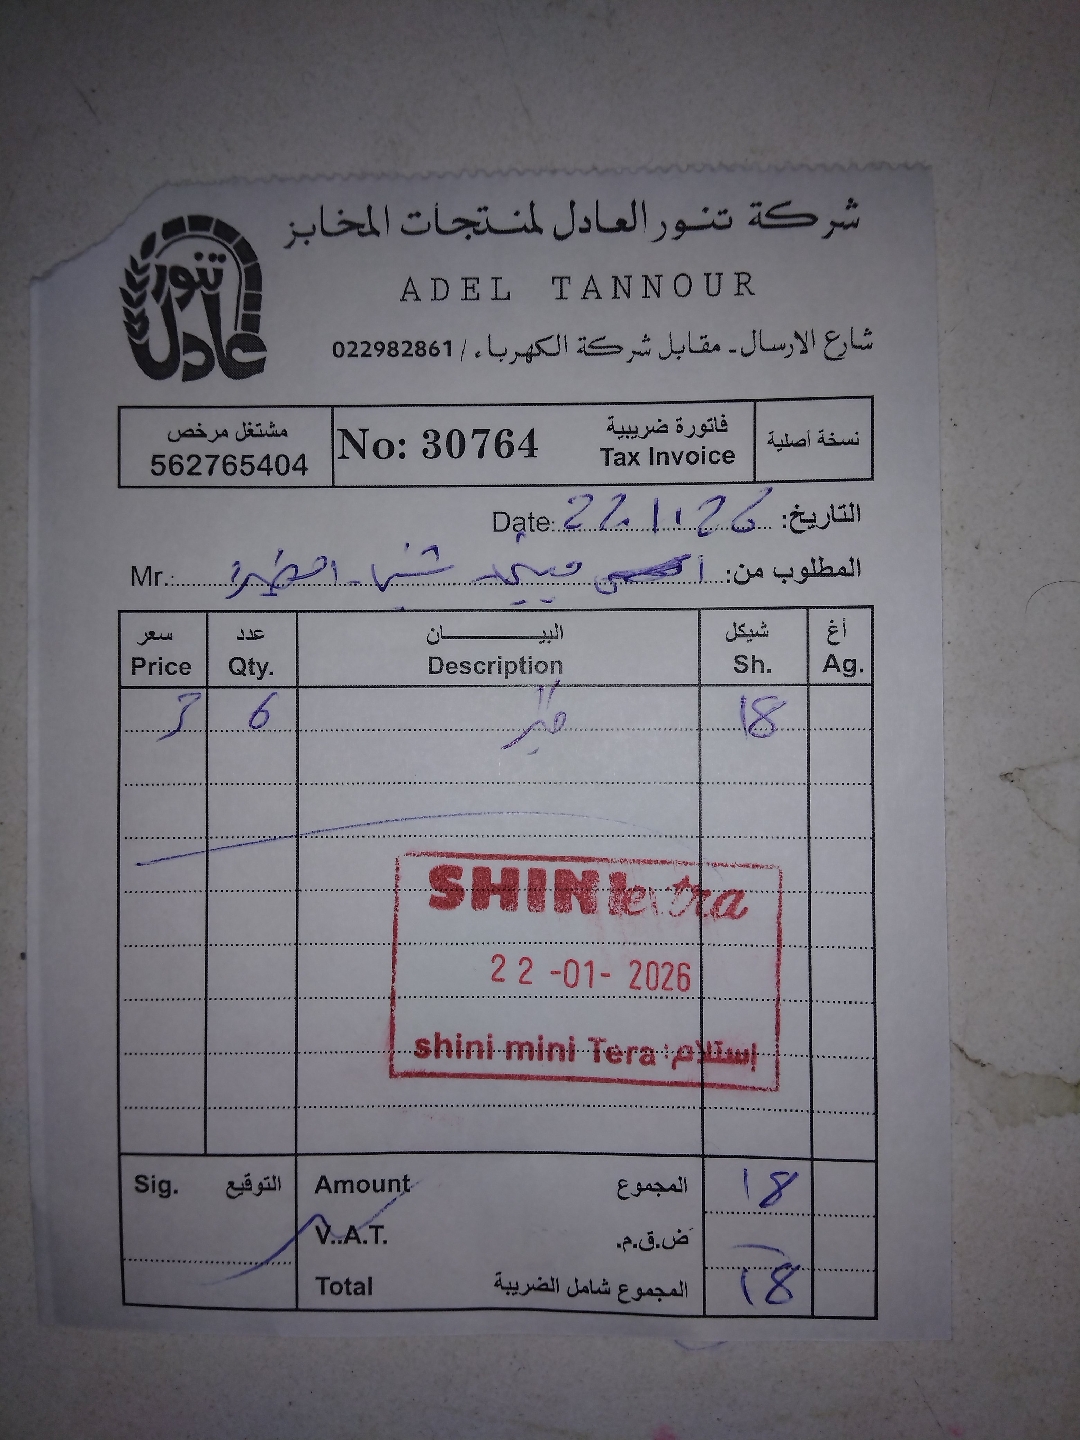 شركة تنور العادل لمنتجات المخابز
تنور عادل
ADEL TANNOUR
شارع الارسال - مقابل شركة الكهرباء / 022982861
مشتغل مرخص
562765404
No: 30764
فاتورة ضريبية
Tax Invoice
نسخة أصلية
التاريخ: Date: 22.1.26
المطلوب من: شني Mr.:
سعر عدد البيـــــان شيكل أغ
Price Qty. Description Sh. Ag.
3 6 18
SHINI extra
22-01-2026
shini mini Tera إستلام
Sig. التوقيع
Amount المجموع 18
V..A.T. ض.ق.م.
Total المجموع شامل الضريبة 18